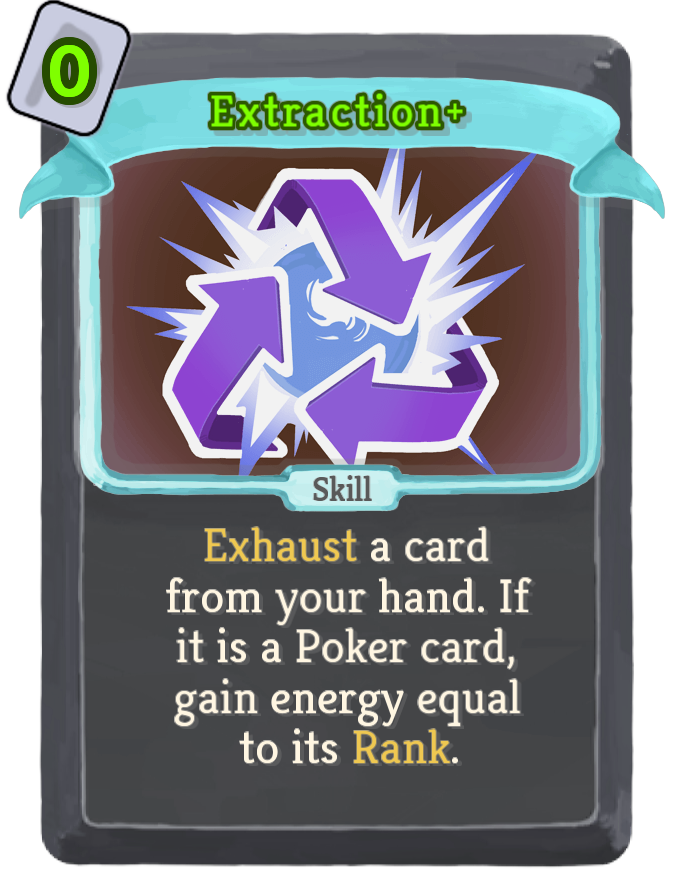 0
Extraction+
Skill
Exhaust a card
from your hand. If
it is a Poker card,
gain energy equal
to its Rank.